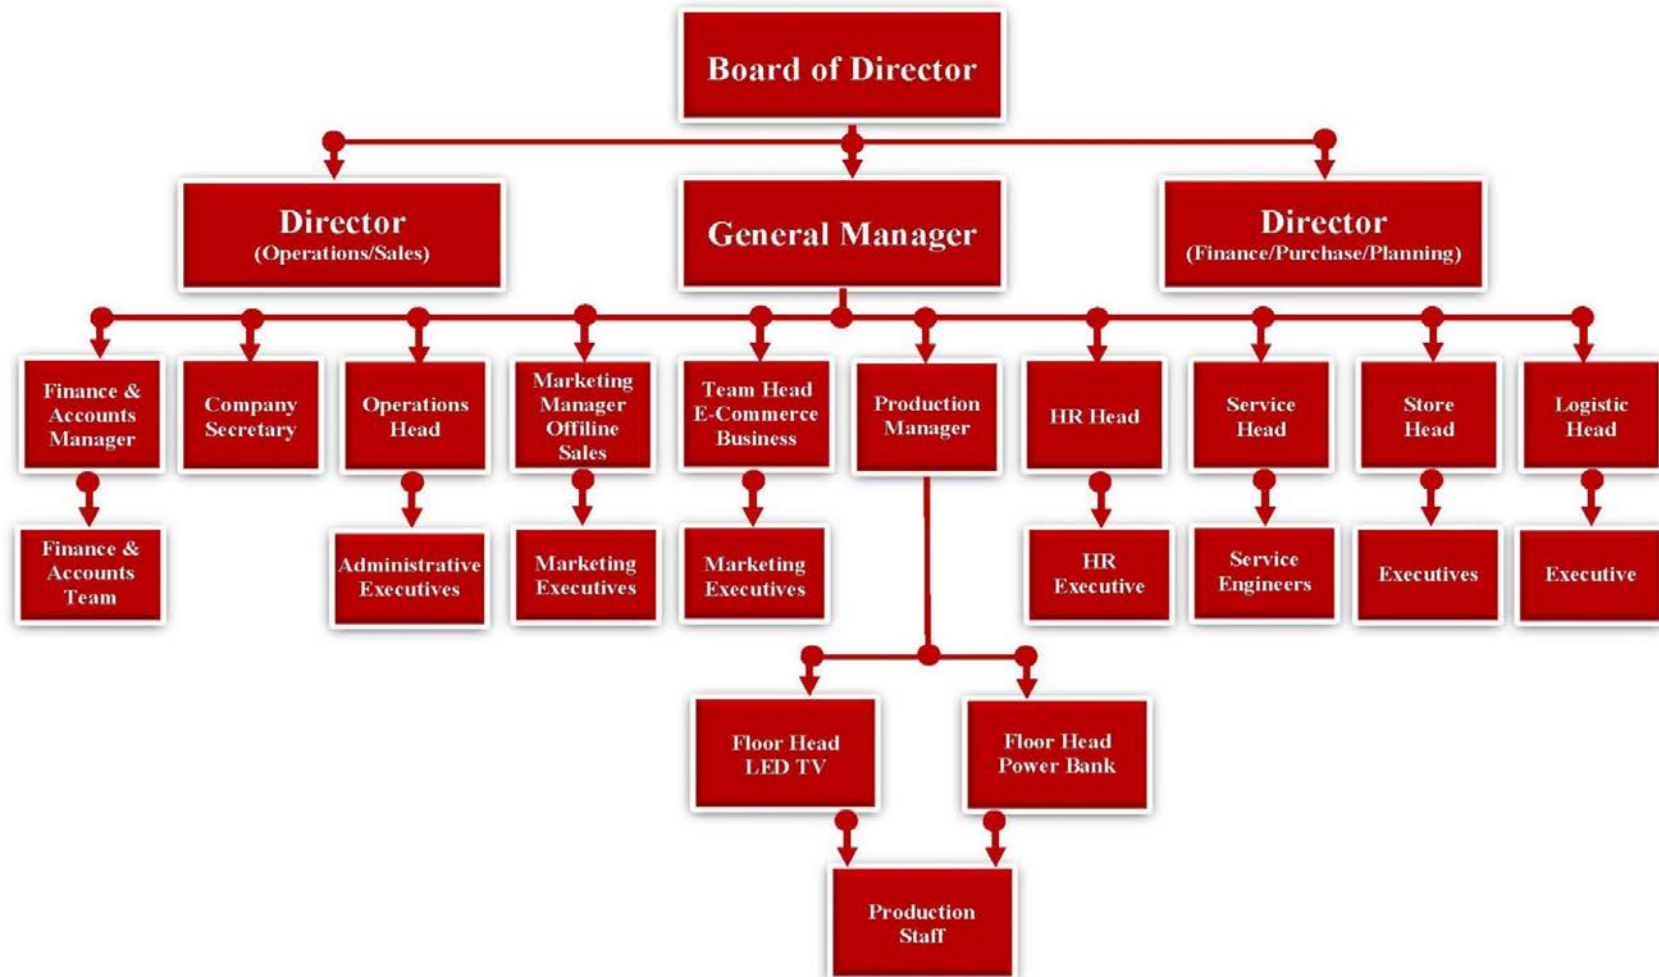 Board of Director
Director
(Operations/Sales)
General Manager
Director
(Finance/Purchase/Planning)
Finance &
Accounts
Manager
Company
Secretary
Operations
Head
Marketing
Manager
Offiline
Sales
Team Head
E-Commerce
Business
Production
Manager
HR Head
Service
Head
Store
Head
Logistic
Head
Finance &
Accounts
Team
Administrative
Executives
Marketing
Executives
Marketing
Executives
HR
Executive
Service
Engineers
Executives
Executive
Floor Head
LED TV
Floor Head
Power Bank
Production
Staff